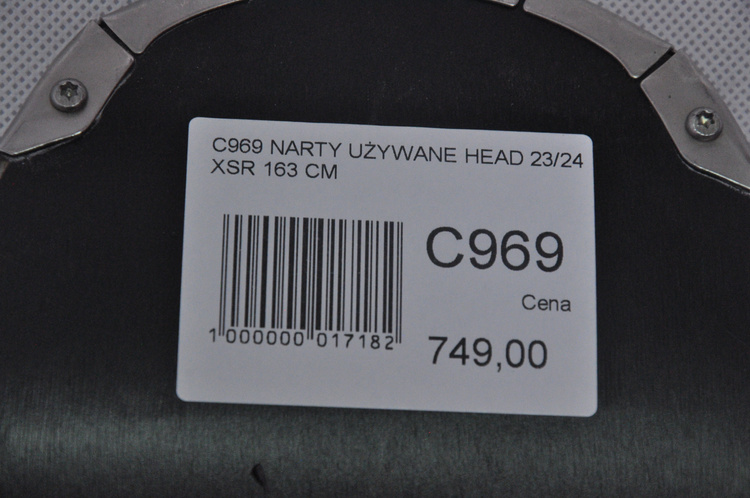 C969 NARTY UŻYWANE HEAD 23/24
XSR 163 CM
C969
Cena
749,00
1 000000 017182